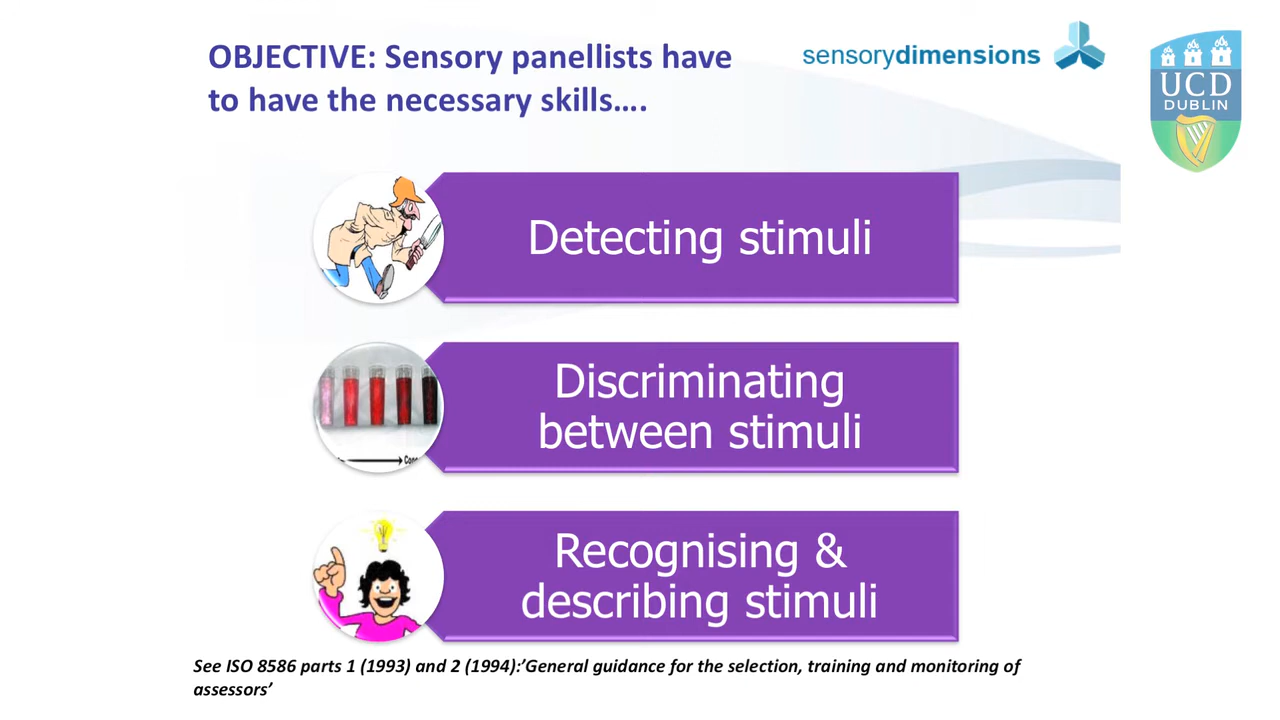 OBJECTIVE: Sensory panellists have
to have the necessary skills….
sensorydimensions
UCD
DUBLIN
Detecting stimuli
Discriminating
between stimuli
Recognising &
describing stimuli
See ISO 8586 parts 1 (1993) and 2 (1994):’General guidance for the selection, training and monitoring of
assessors’